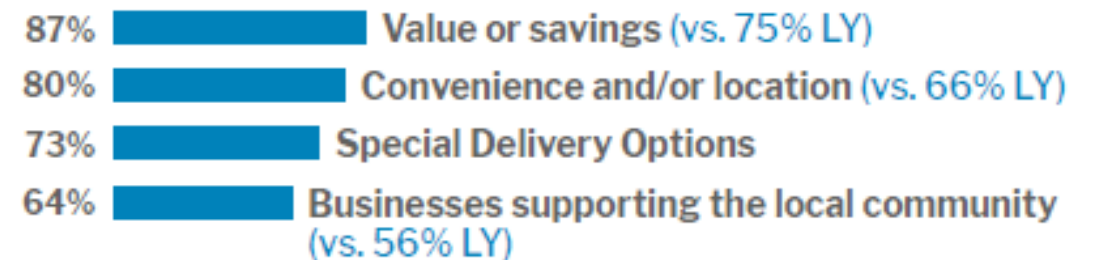 87% Value or savings (vs. 75% LY)
80% Convenience and/or location (vs. 66% LY)
73% Special Delivery Options
64% Businesses supporting the local community
(vs. 56% LY)